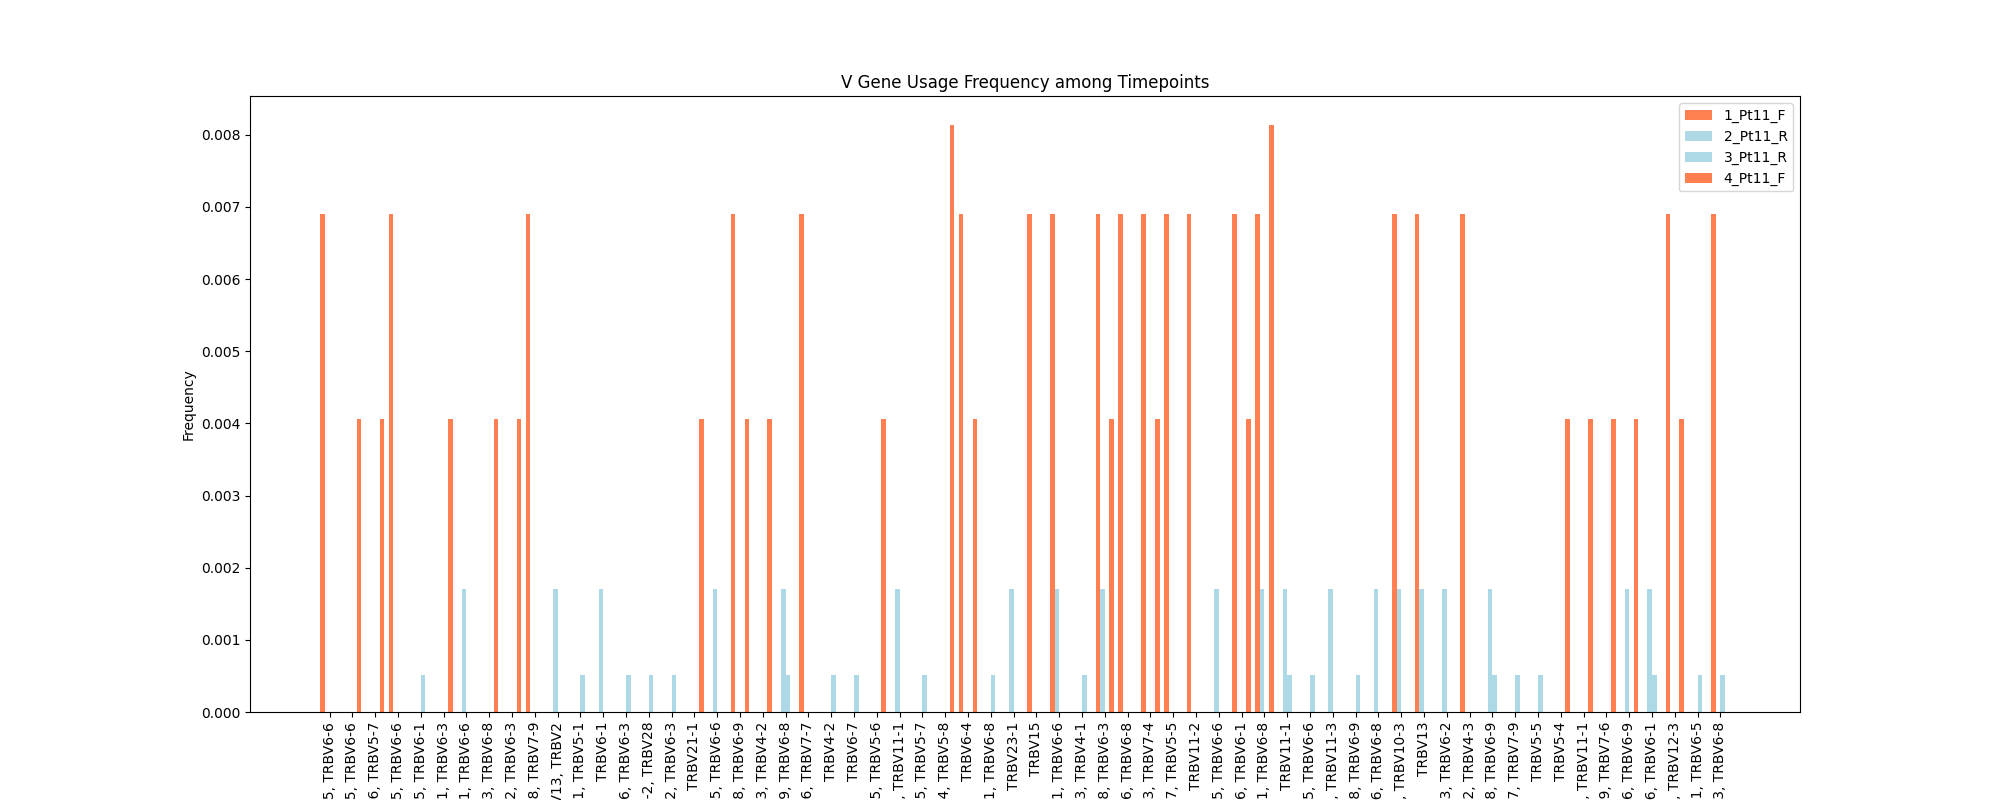 V Gene Usage Frequency among Timepoints
1_Pt11_F
2_Pt11_R
3_Pt11_R
4_Pt11_F
0.008
0.007
0.006
0.005
0.004
0.003
0.002
0.001
0.000
Frequency
5, TRBV6-6
5, TRBV6-6
6, TRBV5-7
5, TRBV6-6
5, TRBV6-1
1, TRBV6-3
1, TRBV6-6
3, TRBV6-8
2, TRBV6-3
8, TRBV7-9
/13, TRBV2
1, TRBV5-1
TRBV6-1
6, TRBV6-3
-2, TRBV28
2, TRBV6-3
TRBV21-1
5, TRBV6-6
8, TRBV6-9
3, TRBV4-2
9, TRBV6-8
6, TRBV7-7
TRBV4-2
TRBV6-7
5, TRBV5-6
, TRBV11-1
5, TRBV5-7
4, TRBV5-8
TRBV6-4
1, TRBV6-8
TRBV23-1
TRBV15
1, TRBV6-6
3, TRBV4-1
8, TRBV6-3
6, TRBV6-8
3, TRBV7-4
7, TRBV5-5
TRBV11-2
5, TRBV6-6
6, TRBV6-1
1, TRBV6-8
TRBV11-1
5, TRBV6-6
, TRBV11-3
8, TRBV6-9
6, TRBV6-8
, TRBV10-3
TRBV13
3, TRBV6-2
2, TRBV4-3
8, TRBV6-9
7, TRBV7-9
TRBV5-5
TRBV5-4
, TRBV11-1
9, TRBV7-6
6, TRBV6-9
6, TRBV6-1
, TRBV12-3
1, TRBV6-5
3, TRBV6-8